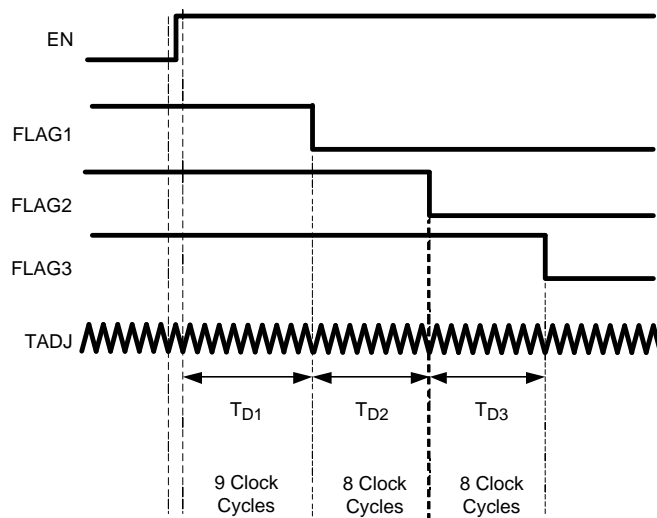 EN
FLAG1
FLAG2
FLAG3
TADJ
TD1 TD2 TD3
9 Clock Cycles
8 Clock Cycles
8 Clock Cycles